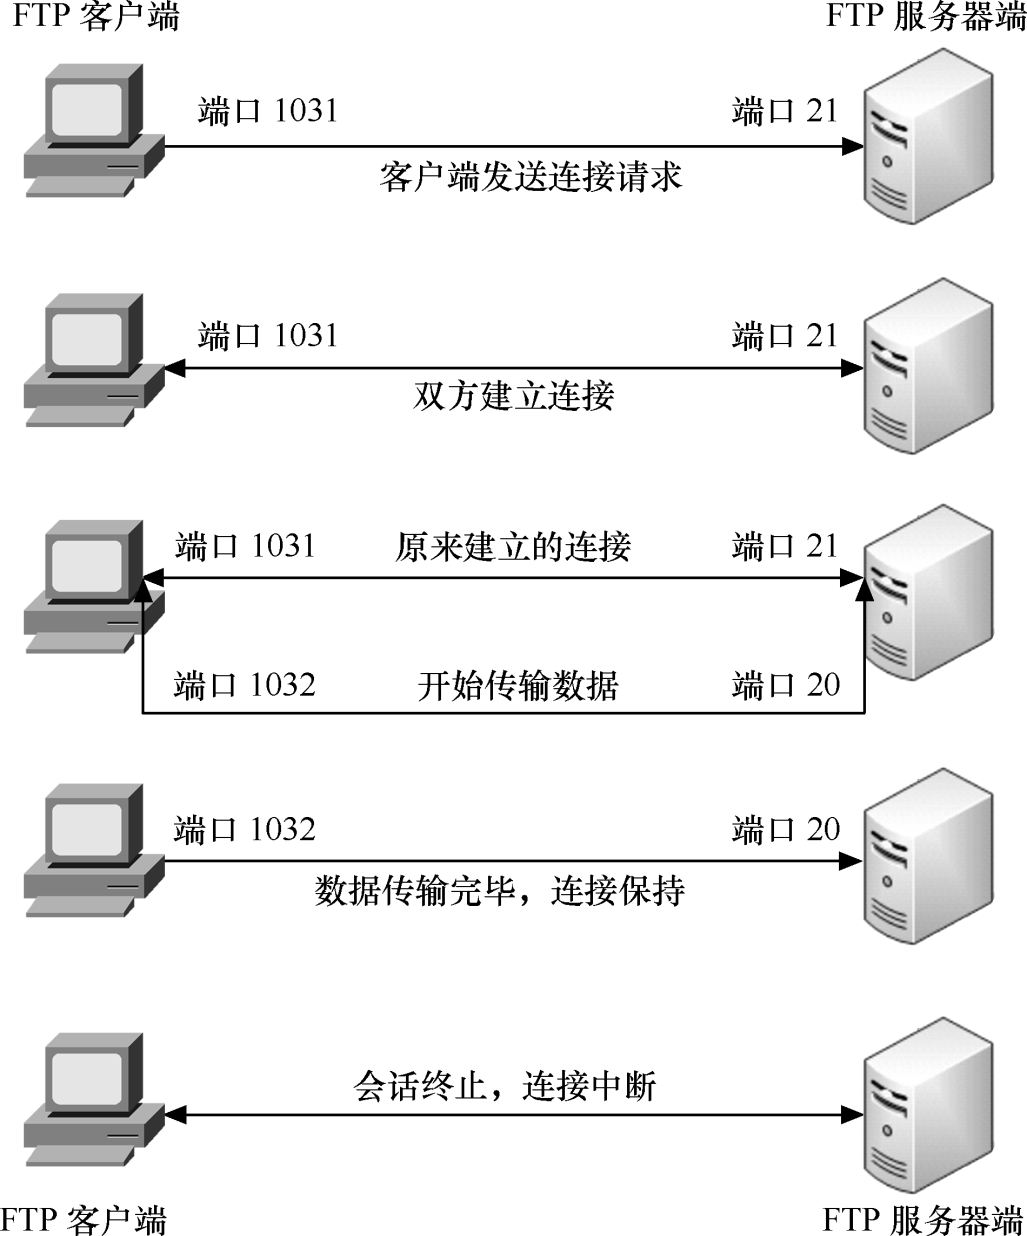 FTP 客户端
FTP 服务器端
端口 1031
端口 21
客户端发送连接请求
端口 1031
端口 21
双方建立连接
端口 1031
原来建立的连接
端口 21
端口 1032
开始传输数据
端口 20
端口 1032
端口 20
数据传输完毕，连接保持
会话终止，连接中断
FTP 客户端
FTP 服务器端